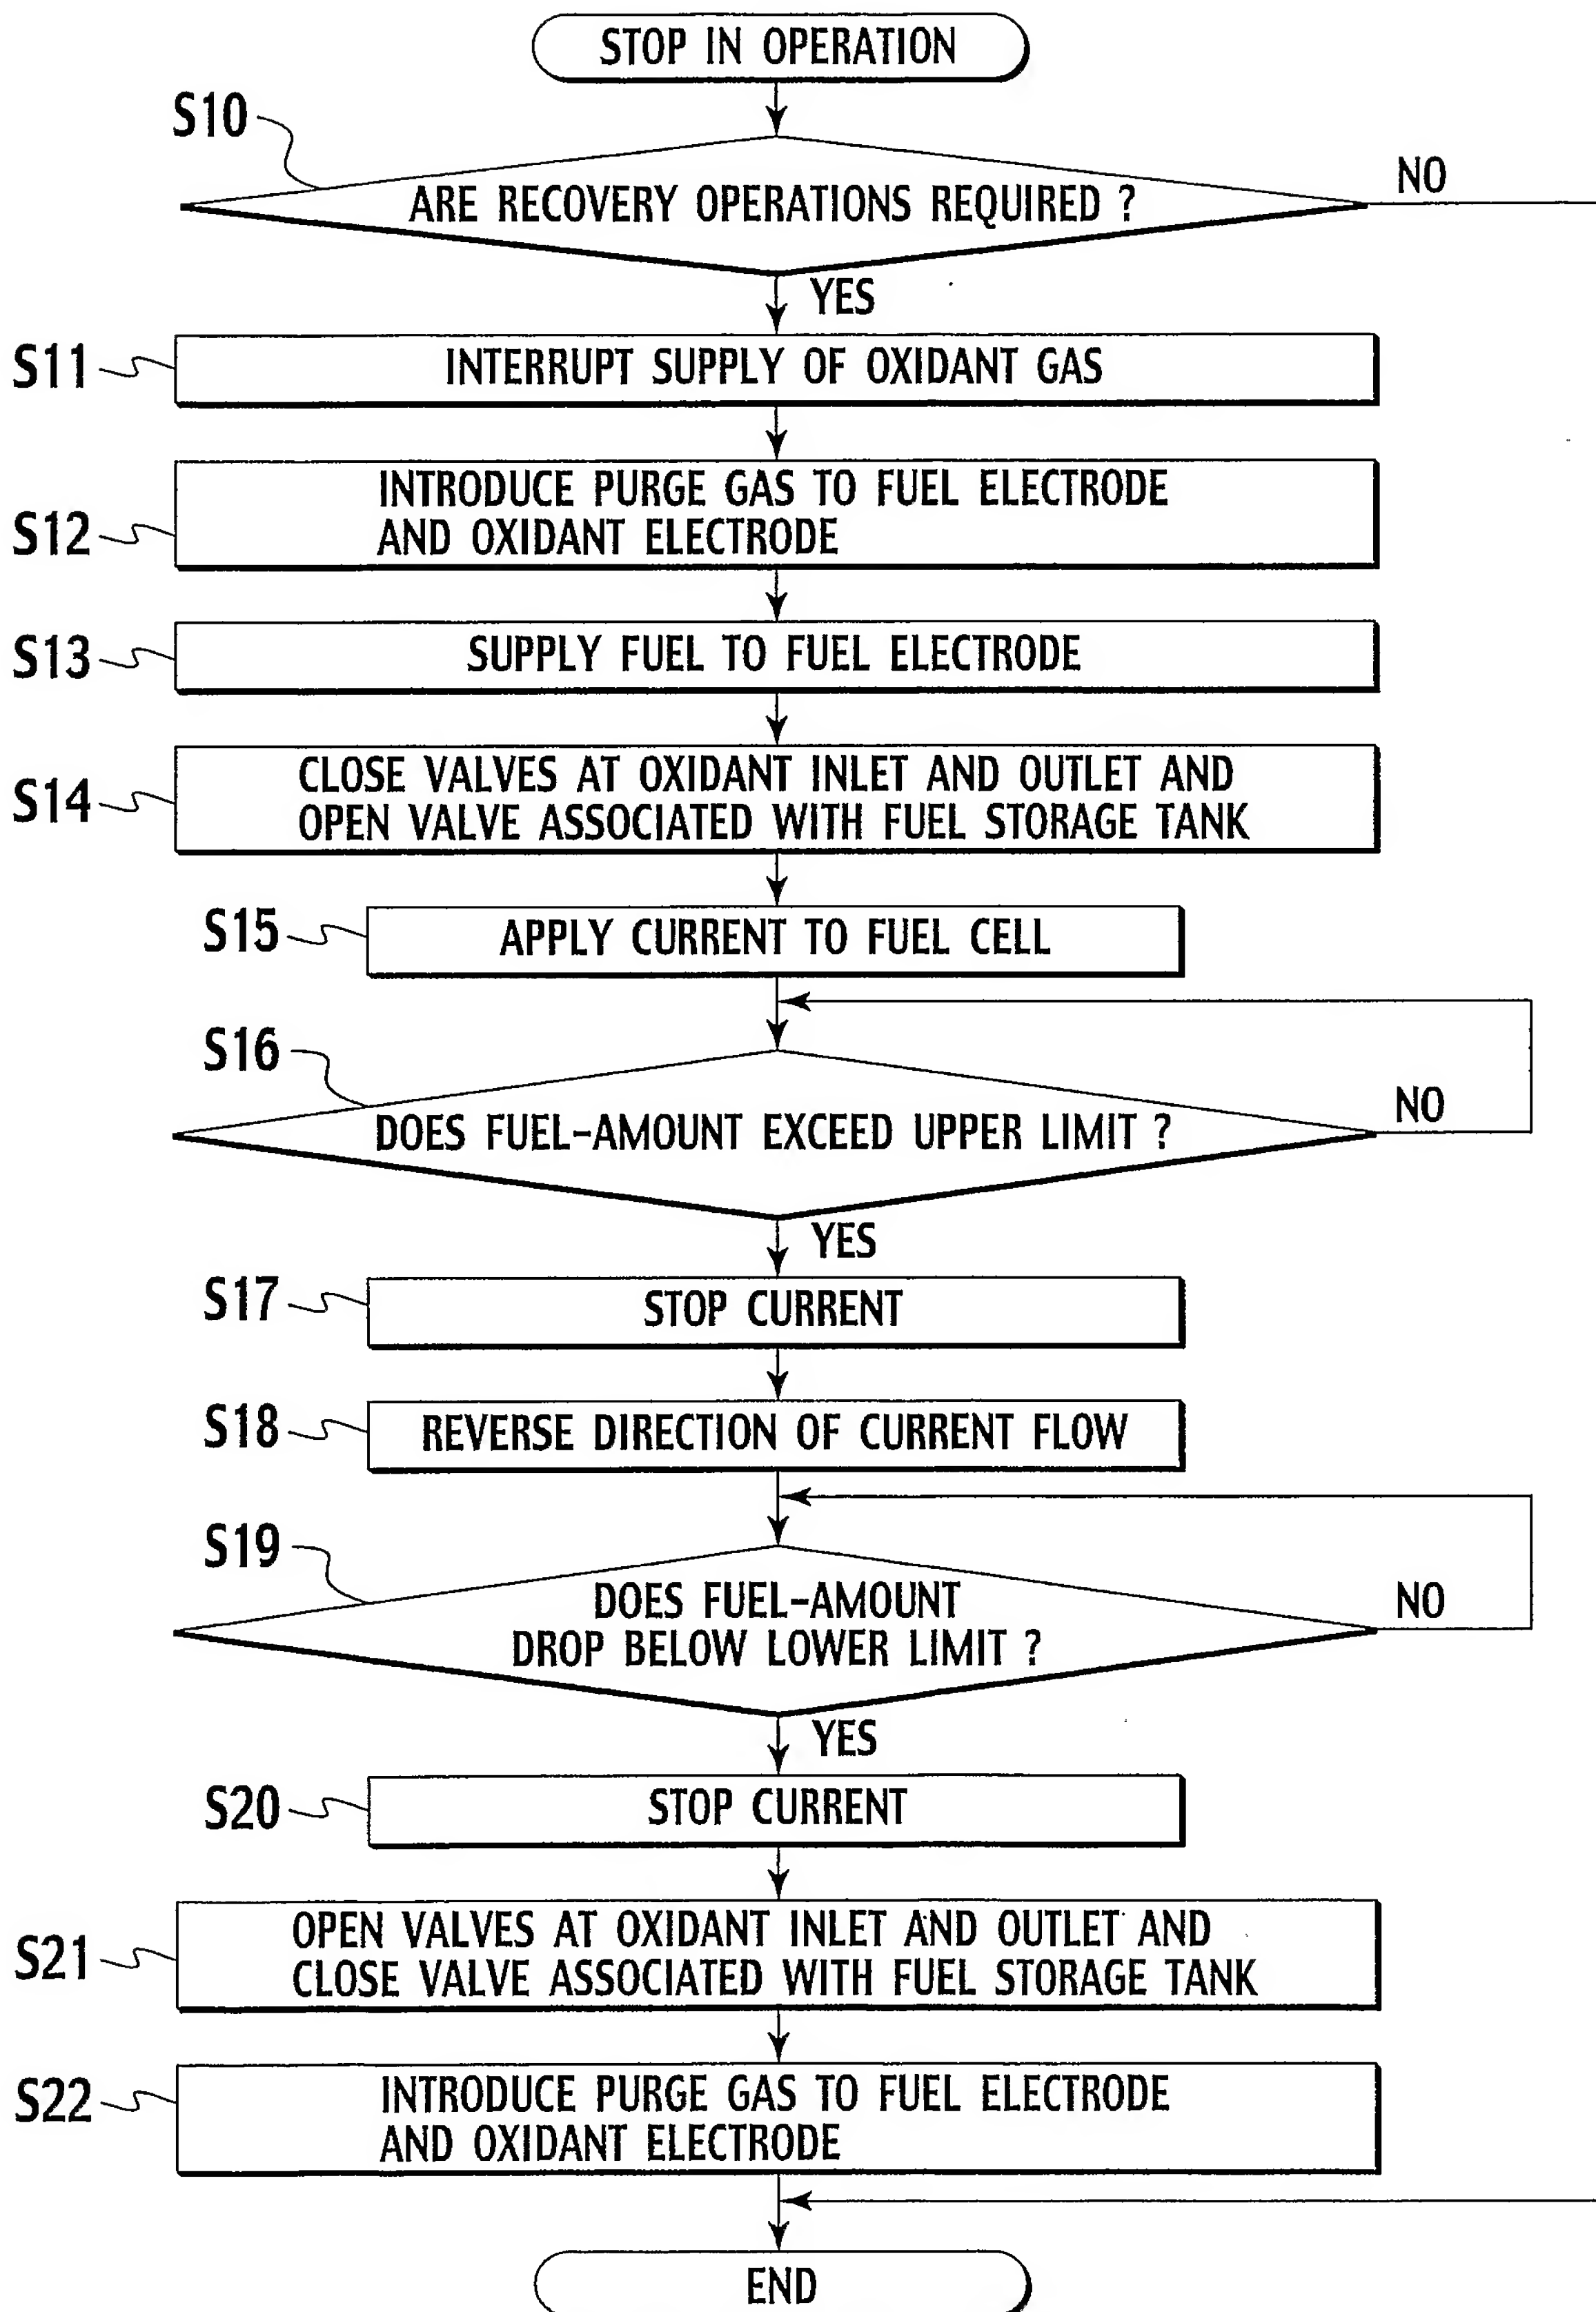 STOP IN OPERATION
S10
ARE RECOVERY OPERATIONS REQUIRED ?
NO
YES
S11
INTERRUPT SUPPLY OF OXIDANT GAS
S12
INTRODUCE PURGE GAS TO FUEL ELECTRODE
AND OXIDANT ELECTRODE
S13
SUPPLY FUEL TO FUEL ELECTRODE
S14
CLOSE VALVES AT OXIDANT INLET AND OUTLET AND
OPEN VALVE ASSOCIATED WITH FUEL STORAGE TANK
S15
APPLY CURRENT TO FUEL CELL
S16
DOES FUEL-AMOUNT EXCEED UPPER LIMIT ?
NO
YES
S17
STOP CURRENT
S18
REVERSE DIRECTION OF CURRENT FLOW
S19
DOES FUEL-AMOUNT
DROP BELOW LOWER LIMIT ?
NO
YES
S20
STOP CURRENT
S21
OPEN VALVES AT OXIDANT INLET AND OUTLET AND
CLOSE VALVE ASSOCIATED WITH FUEL STORAGE TANK
S22
INTRODUCE PURGE GAS TO FUEL ELECTRODE
AND OXIDANT ELECTRODE
END